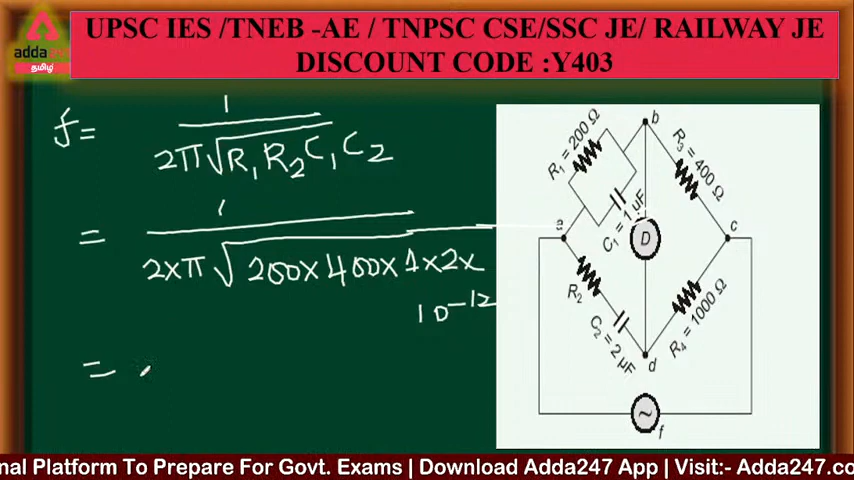 UPSC IES /TNEB -AE / TNPSC CSE/SSC JE/ RAILWAY JE
DISCOUNT CODE :Y403
adda247
தமிழ்
f= 1 / 2π√R₁R₂C₁C₂
= 1 / 2×π√200×400×1×2×10⁻¹²
=
R₁ = 200 Ω
C₁ = 1 μF
R₃ = 400 Ω
a
b
c
d
D
R₂
C₂ = 2 μF
R₄ = 1000 Ω
~
f
nal Platform To Prepare For Govt. Exams | Download Adda247 App | Visit:- Adda247.co